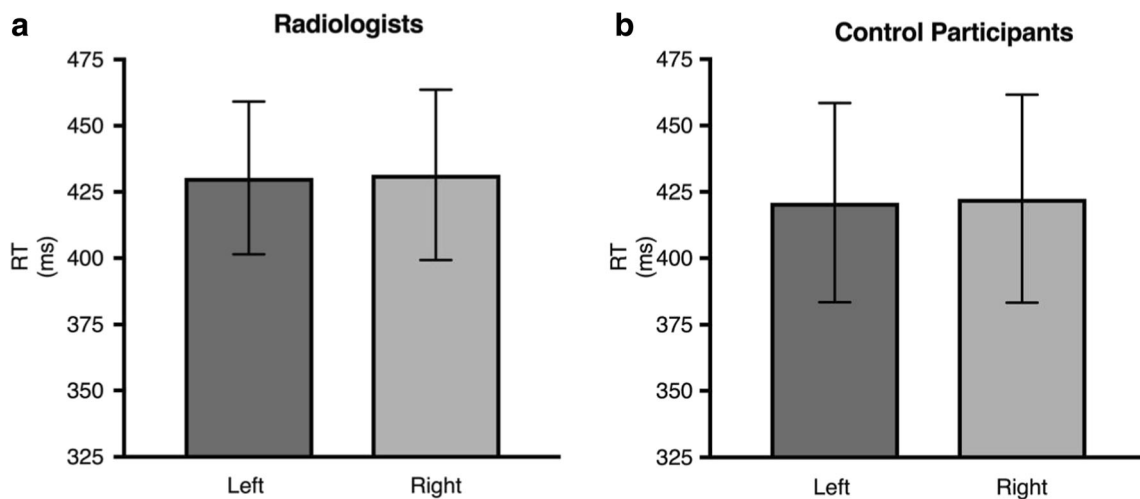 a
Radiologists
475
450
425
400
375
350
325
RT
(ms)
Left Right
b
Control Participants
475
450
425
400
375
350
325
RT
(ms)
Left Right